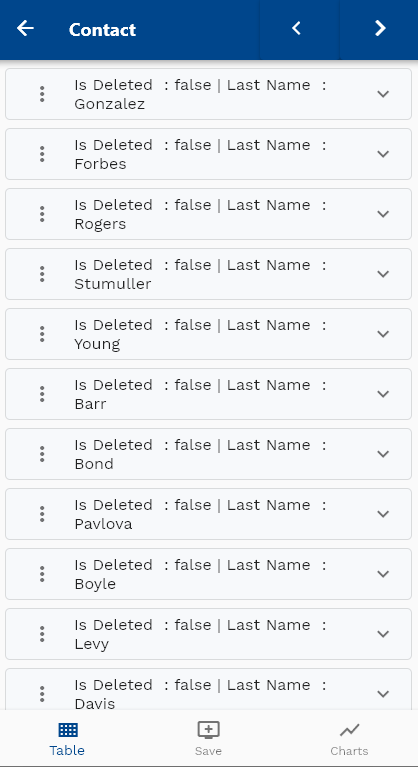 Contact
Is Deleted : false | Last Name :
Gonzalez
Is Deleted : false | Last Name :
Forbes
Is Deleted : false | Last Name :
Rogers
Is Deleted : false | Last Name :
Stumuller
Is Deleted : false | Last Name :
Young
Is Deleted : false | Last Name :
Barr
Is Deleted : false | Last Name :
Bond
Is Deleted : false | Last Name :
Pavlova
Is Deleted : false | Last Name :
Boyle
Is Deleted : false | Last Name :
Levy
Is Deleted : false | Last Name :
Davis
Table Save Charts